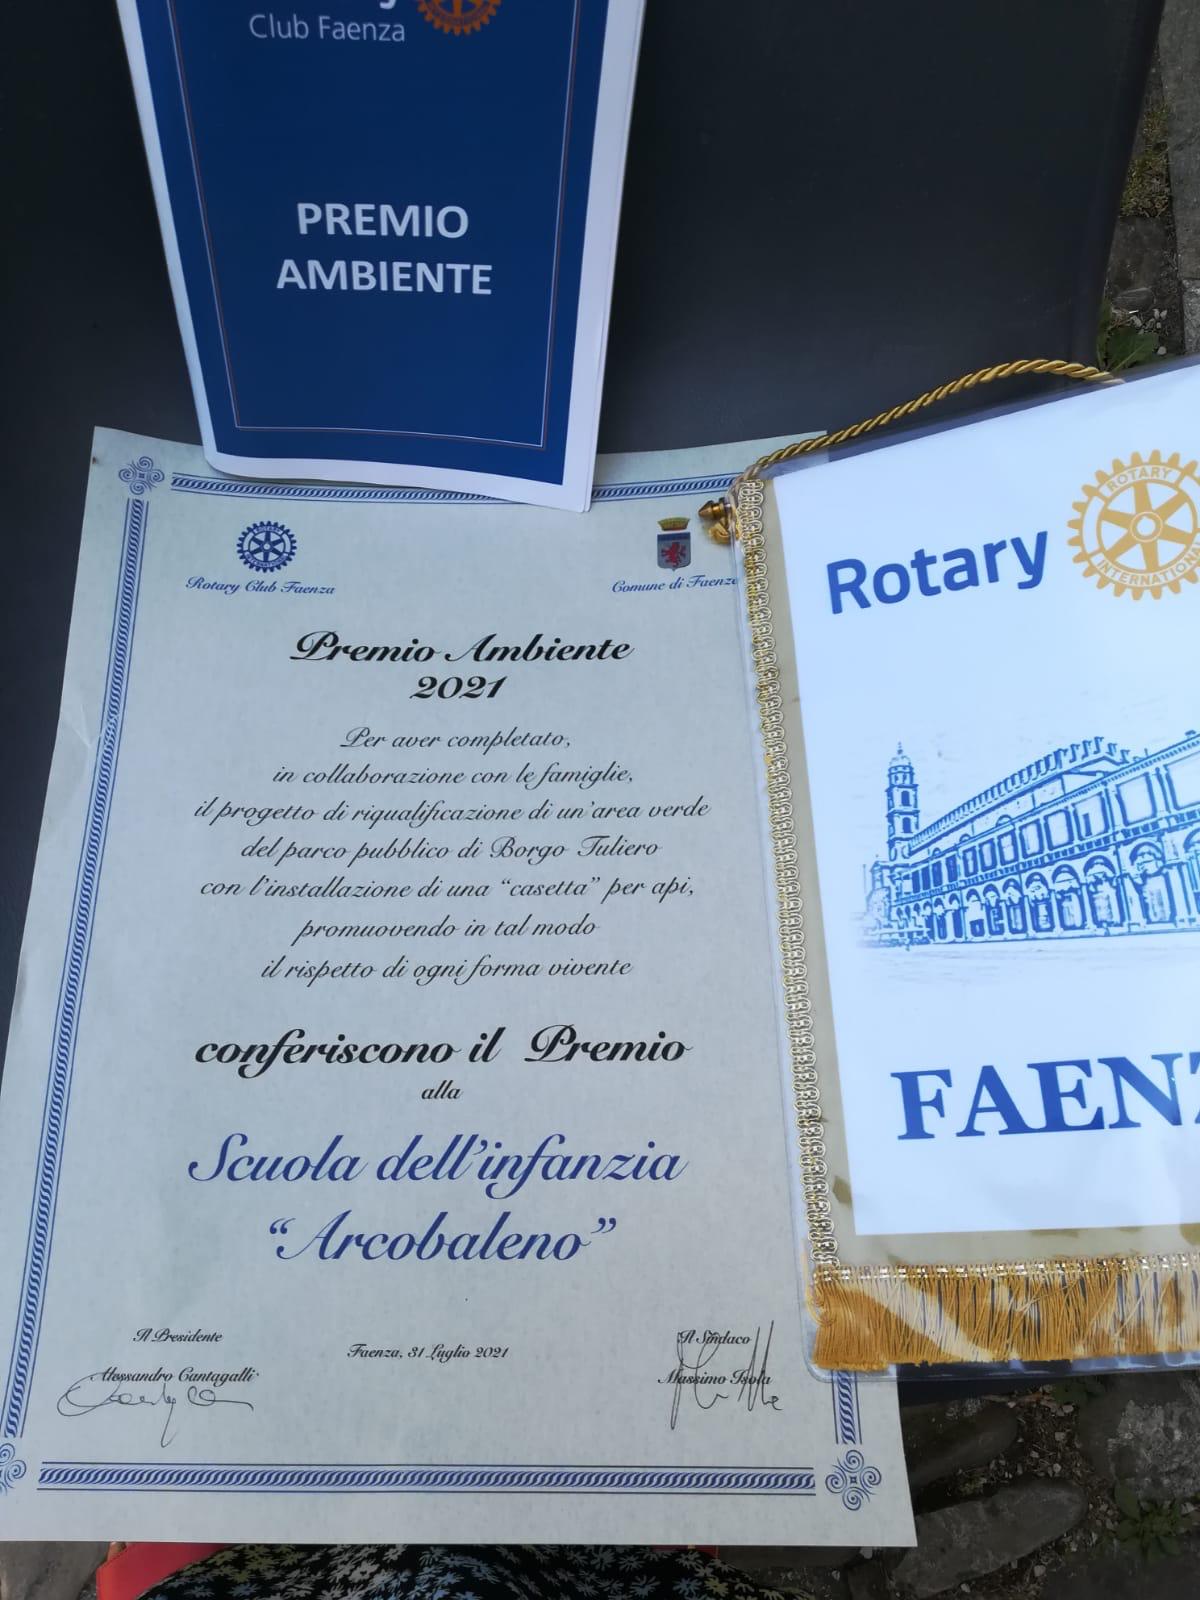 Club Faenza
PREMIO
AMBIENTE
Rotary Club Faenza
Comune di Faenza
Premio Ambiente
2021
Per aver completato,
in collaborazione con le famiglie,
il progetto di riqualificazione di un'area verde
del parco pubblico di Borgo Tuliero
con l'installazione di una "casetta" per api,
promuovendo in tal modo
il rispetto di ogni forma vivente
conferiscono il Premio
alla
Scuola dell'infanzia
"Arcobaleno"
Il Presidente
Alessandro Cantagalli
Faenza, 31 Luglio 2021
Il Sindaco
Massimo Isola
Rotary
ROTARY
INTERNATIONAL
FAENZ